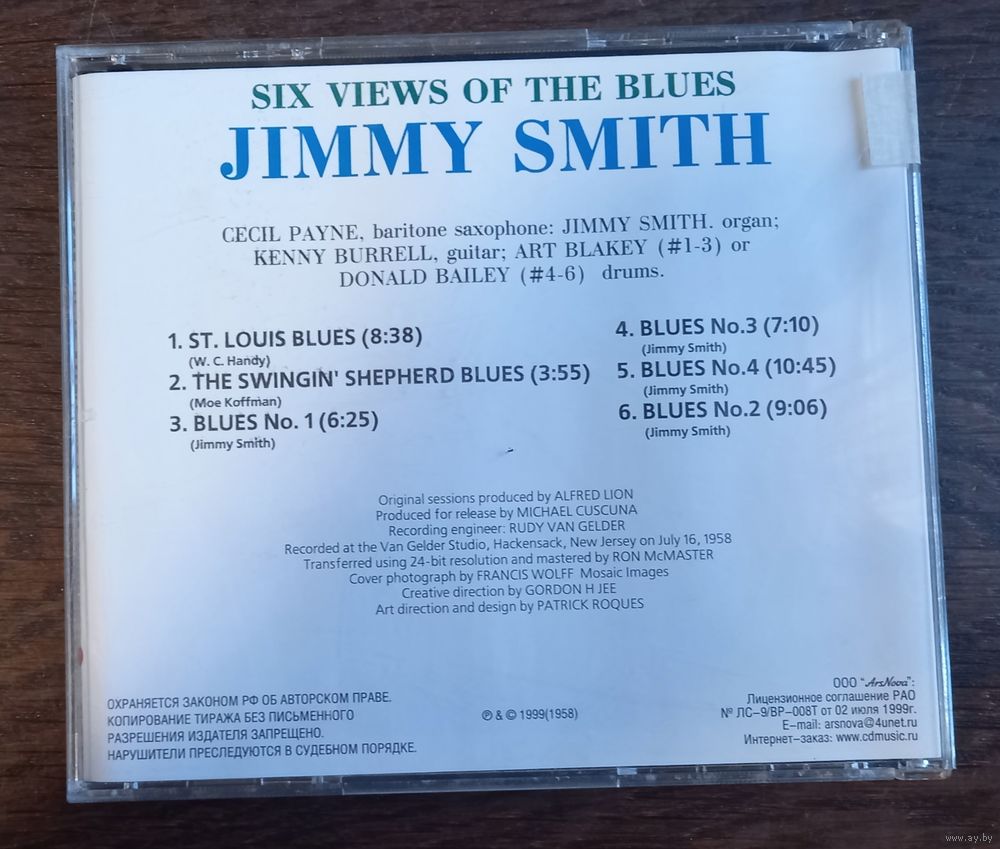 SIX VIEWS OF THE BLUES
JIMMY SMITH
CECIL PAYNE, baritone saxophone: JIMMY SMITH. organ;
KENNY BURRELL, guitar; ART BLAKEY (#1-3) or
DONALD BAILEY (#4-6) drums.
1. ST. LOUIS BLUES (8:38)
(W. C. Handy)
2. THE SWINGIN' SHEPHERD BLUES (3:55)
(Moe Koffman)
3. BLUES No. 1 (6:25)
(Jimmy Smith)
4. BLUES No.3 (7:10)
(Jimmy Smith)
5. BLUES No.4 (10:45)
(Jimmy Smith)
6. BLUES No.2 (9:06)
(Jimmy Smith)
Original sessions produced by ALFRED LION
Produced for release by MICHAEL CUSCUNA
Recording engineer: RUDY VAN GELDER
Recorded at the Van Gelder Studio, Hackensack, New Jersey on July 16, 1958
Transferred using 24-bit resolution and mastered by RON McMASTER
Cover photograph by FRANCIS WOLFF Mosaic Images
Creative direction by GORDON H JEE
Art direction and design by PATRICK ROQUES
ОХРАНЯЕТСЯ ЗАКОНОМ РФ ОБ АВТОРСКОМ ПРАВЕ.
КОПИРОВАНИЕ ТИРАЖА БЕЗ ПИСЬМЕННОГО
РАЗРЕШЕНИЯ ИЗДАТЕЛЯ ЗАПРЕЩЕНО.
НАРУШИТЕЛИ ПРЕСЛЕДУЮТСЯ В СУДЕБНОМ ПОРЯДКЕ.
℗ & © 1999(1958)
ООО "ArsNova":
Лицензионное соглашение РАО
№ ЛС-9/ВР-008Т от 02 июля 1999г.
E-mail: arsnova@4unet.ru
Интернет-заказ: www.cdmusic.ru
www.ay.by